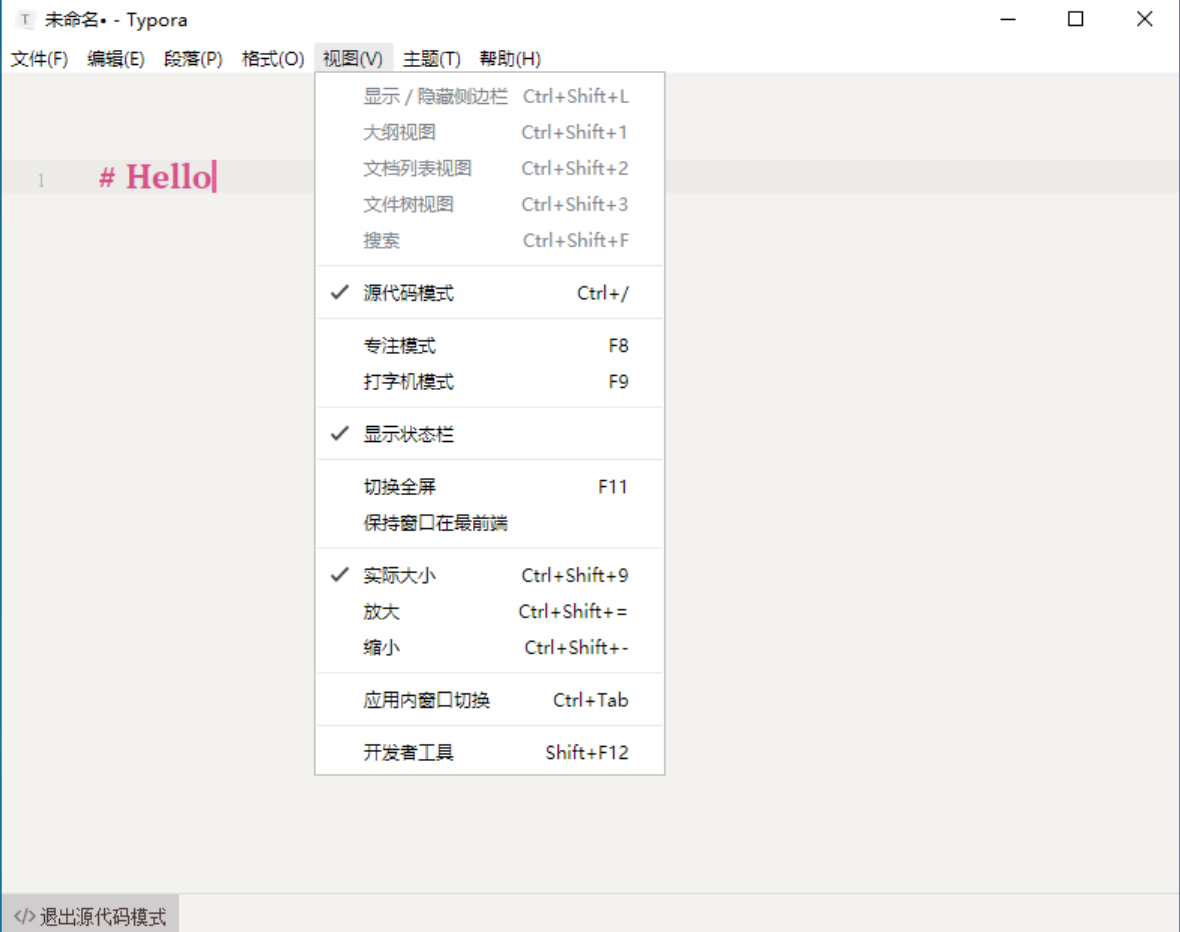 T 未命名• - Typora
文件(F) 编辑(E) 段落(P) 格式(O) 视图(V) 主题(T) 帮助(H)
显示 / 隐藏侧边栏 Ctrl+Shift+L
大纲视图 Ctrl+Shift+1
文档列表视图 Ctrl+Shift+2
1 # Hello
文件树视图 Ctrl+Shift+3
搜索 Ctrl+Shift+F
源代码模式 Ctrl+/
专注模式 F8
打字机模式 F9
显示状态栏
切换全屏 F11
保持窗口在最前端
实际大小 Ctrl+Shift+9
放大 Ctrl+Shift+=
缩小 Ctrl+Shift+-
应用内窗口切换 Ctrl+Tab
开发者工具 Shift+F12
</> 退出源代码模式